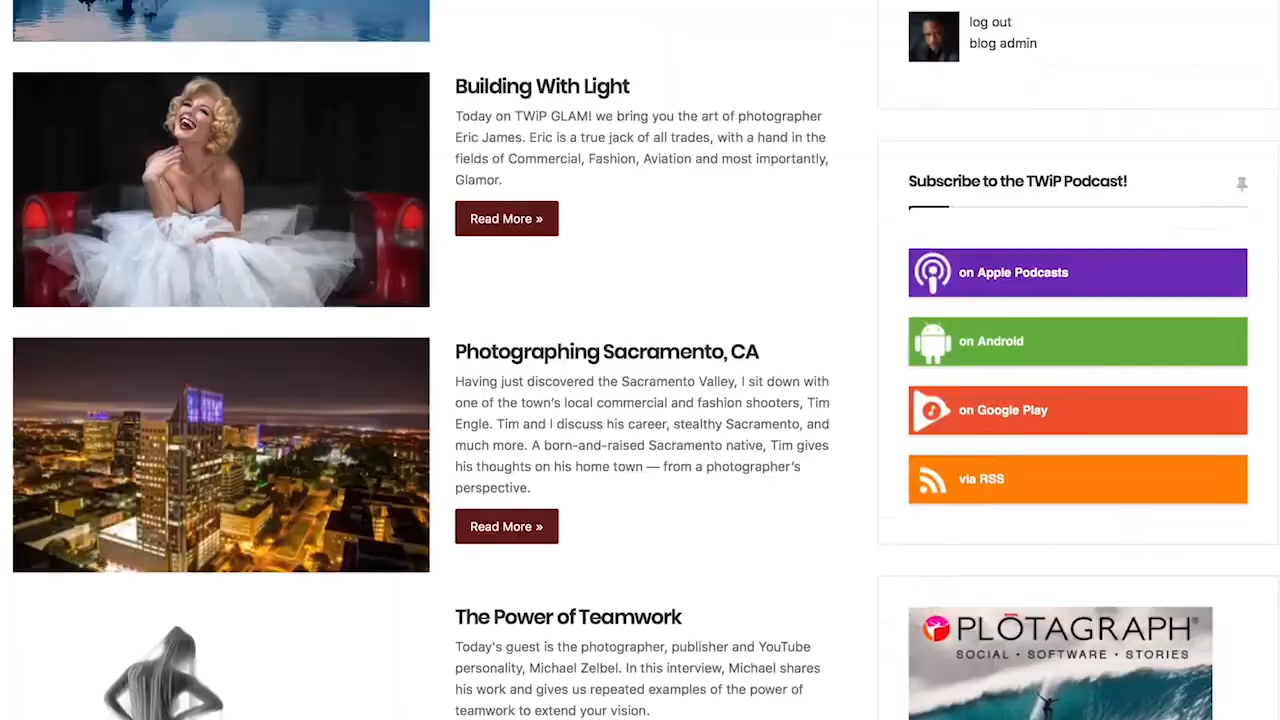 log out
blog admin
Building With Light
Today on TWiP GLAM! we bring you the art of photographer
Eric James. Eric is a true jack of all trades, with a hand in the
fields of Commercial, Fashion, Aviation and most importantly,
Glamor.
Read More »
Photographing Sacramento, CA
Having just discovered the Sacramento Valley, I sit down with
one of the town's local commercial and fashion shooters, Tim
Engle. Tim and I discuss his career, stealthy Sacramento, and
much more. A born-and-raised Sacramento native, Tim gives
his thoughts on his home town — from a photographer's
perspective.
Read More »
The Power of Teamwork
Today's guest is the photographer, publisher and YouTube
personality, Michael Zelbel. In this interview, Michael shares
his work and gives us repeated examples of the power of
teamwork to extend your vision.
Subscribe to the TWiP Podcast!
on Apple Podcasts
on Android
on Google Play
via RSS
PLŌTAGRAPH®
SOCIAL • SOFTWARE • STORIES